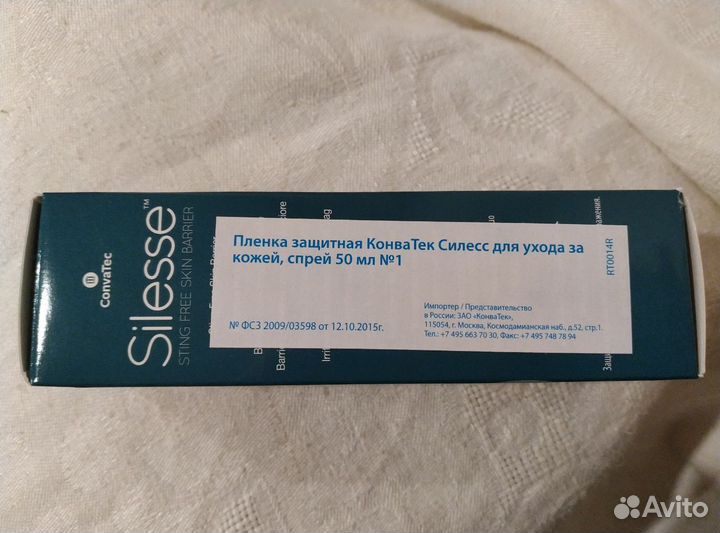 ConvaTec
Silesse™
STING FREE SKIN BARRIER
Пленка защитная КонваТек Силесс для ухода за
кожей, спрей 50 мл №1
№ ФСЗ 2009/03598 от 12.10.2015г.
Импортер / Представительство
в России: ЗАО «КонваТек»,
115054, г. Москва, Космодамианская наб., д.52, стр.1.
Тел.: +7 495 663 70 30, Факс: +7 495 748 78 94
RT0014R
Avito